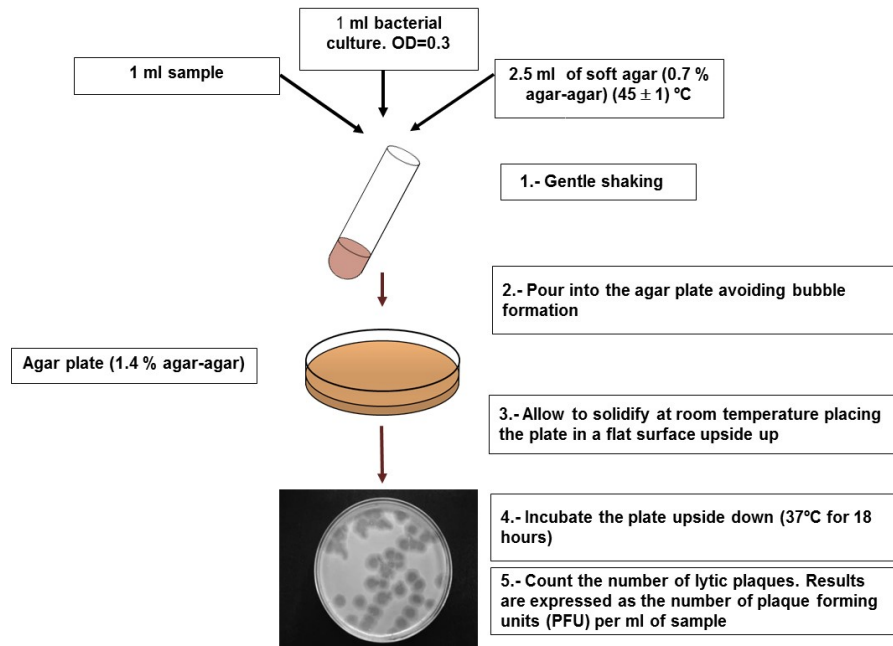 1 ml bacterial
culture. OD=0.3
1 ml sample
2.5 ml of soft agar (0.7 %
agar-agar) (45 ± 1) ºC
1.- Gentle shaking
2.- Pour into the agar plate avoiding bubble
formation
Agar plate (1.4 % agar-agar)
3.- Allow to solidify at room temperature placing
the plate in a flat surface upside up
4.- Incubate the plate upside down (37ºC for 18
hours)
5.- Count the number of lytic plaques. Results
are expressed as the number of plaque forming
units (PFU) per ml of sample